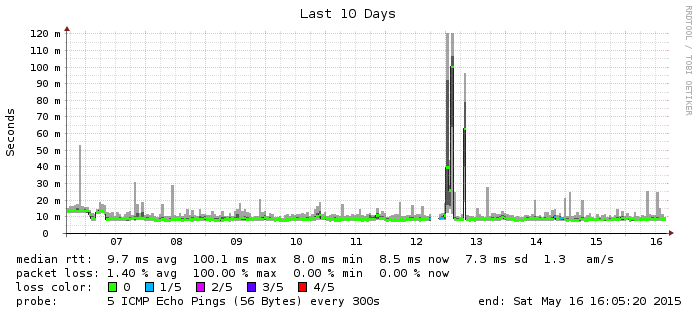 Last 10 Days
RRDTOOL / TOBI OETIKER
Seconds
120 m
110 m
100 m
90 m
80 m
70 m
60 m
50 m
40 m
30 m
20 m
10 m
0
07 08 09 10 11 12 13 14 15 16
median rtt: 9.7 ms avg 100.1 ms max 8.0 ms min 8.5 ms now 7.3 ms sd 1.3 am/s
packet loss: 1.40 % avg 100.00 % max 0.00 % min 0.00 % now
loss color: 0 1/5 2/5 3/5 4/5
probe: 5 ICMP Echo Pings (56 Bytes) every 300s end: Sat May 16 16:05:20 2015